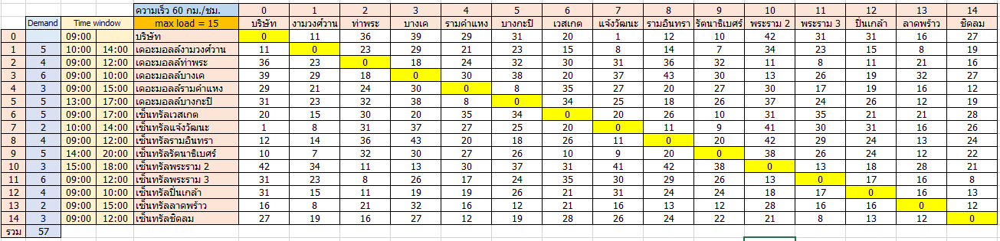 ความเร็ว 60 กม./ชม. 0 1 2 3 4 5 6 7 8 9 10 11 12 13 14
Demand Time window max load = 15 บริษัท งามวงศ์วาน ท่าพระ บางเค รามคำแหง บางกะปิ เวสเกต แจ้งวัฒนะ รามอินทรา รัตนาธิเบศร์ พระราม 2 พระราม 3 ปิ่นเกล้า ลาดพร้าว ชิดลม
0 09:00 บริษัท 0 11 36 39 29 31 20 1 12 10 42 31 31 16 27
1 5 10:00 14:00 เดอะมอลล์งามวงศ์วาน 11 0 23 29 21 23 15 8 14 7 34 23 15 8 19
2 4 09:00 12:00 เดอะมอลล์ท่าพระ 36 23 0 18 24 32 30 31 36 32 11 8 11 21 16
3 6 09:00 10:00 เดอะมอลล์บางเค 39 29 18 0 30 38 20 37 43 30 13 26 19 32 27
4 3 09:00 15:00 เดอะมอลล์รามคำแหง 29 21 24 30 0 8 35 27 20 27 30 17 19 16 12
5 5 13:00 17:00 เดอะมอลล์บางกะปิ 31 23 32 38 8 0 34 25 18 26 37 24 26 12 19
6 5 09:00 17:00 เซ็นทรัลเวสเกต 20 15 30 20 35 34 0 20 26 10 31 35 21 21 28
7 2 10:00 14:00 เซ็นทรัลแจ้งวัฒนะ 1 8 31 37 27 25 20 0 11 9 41 30 31 16 26
8 4 09:00 12:00 เซ็นทรัลรามอินทรา 12 14 36 43 20 18 26 11 0 20 42 29 24 13 24
9 5 14:00 20:00 เซ็นทรัลรัตนาธิเบศร์ 10 7 32 30 27 26 10 9 20 0 38 26 24 12 22
10 3 15:00 18:00 เซ็นทรัลพระราม 2 42 34 11 13 30 37 31 41 42 38 0 13 18 28 21
11 6 09:00 12:00 เซ็นทรัลพระราม 3 31 23 8 26 17 24 35 30 29 26 13 0 17 16 8
12 4 09:00 10:00 เซ็นทรัลปิ่นเกล้า 31 15 11 19 19 26 21 31 24 24 18 17 0 16 13
13 2 09:00 15:00 เซ็นทรัลลาดพร้าว 16 8 21 32 16 12 21 16 13 12 28 16 16 0 12
14 3 09:00 12:00 เซ็นทรัลชิดลม 27 19 16 27 12 19 28 26 24 22 21 8 13 12 0
รวม 57